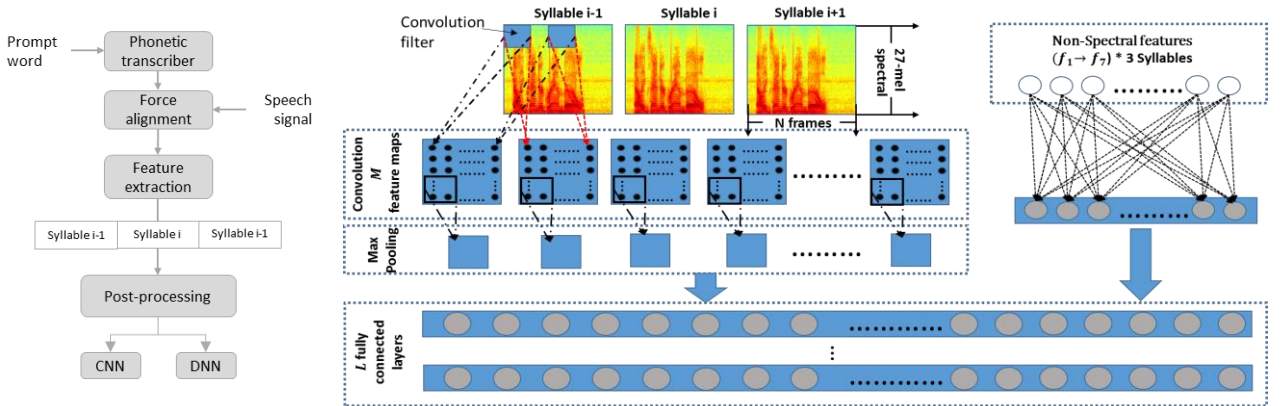 Prompt
word
Phonetic
transcriber
Force
alignment
Speech
signal
Feature
extraction
Syllable i-1
Syllable i
Syllable i-1
Post-processing
CNN
DNN
Convolution
filter
Syllable i-1
Syllable i
Syllable i+1
27-mel
spectral
N frames
Convolution
M
feature maps
Max
Pooling
L fully
connected
layers
Non-Spectral features
(f₁→ f₇) * 3 Syllables